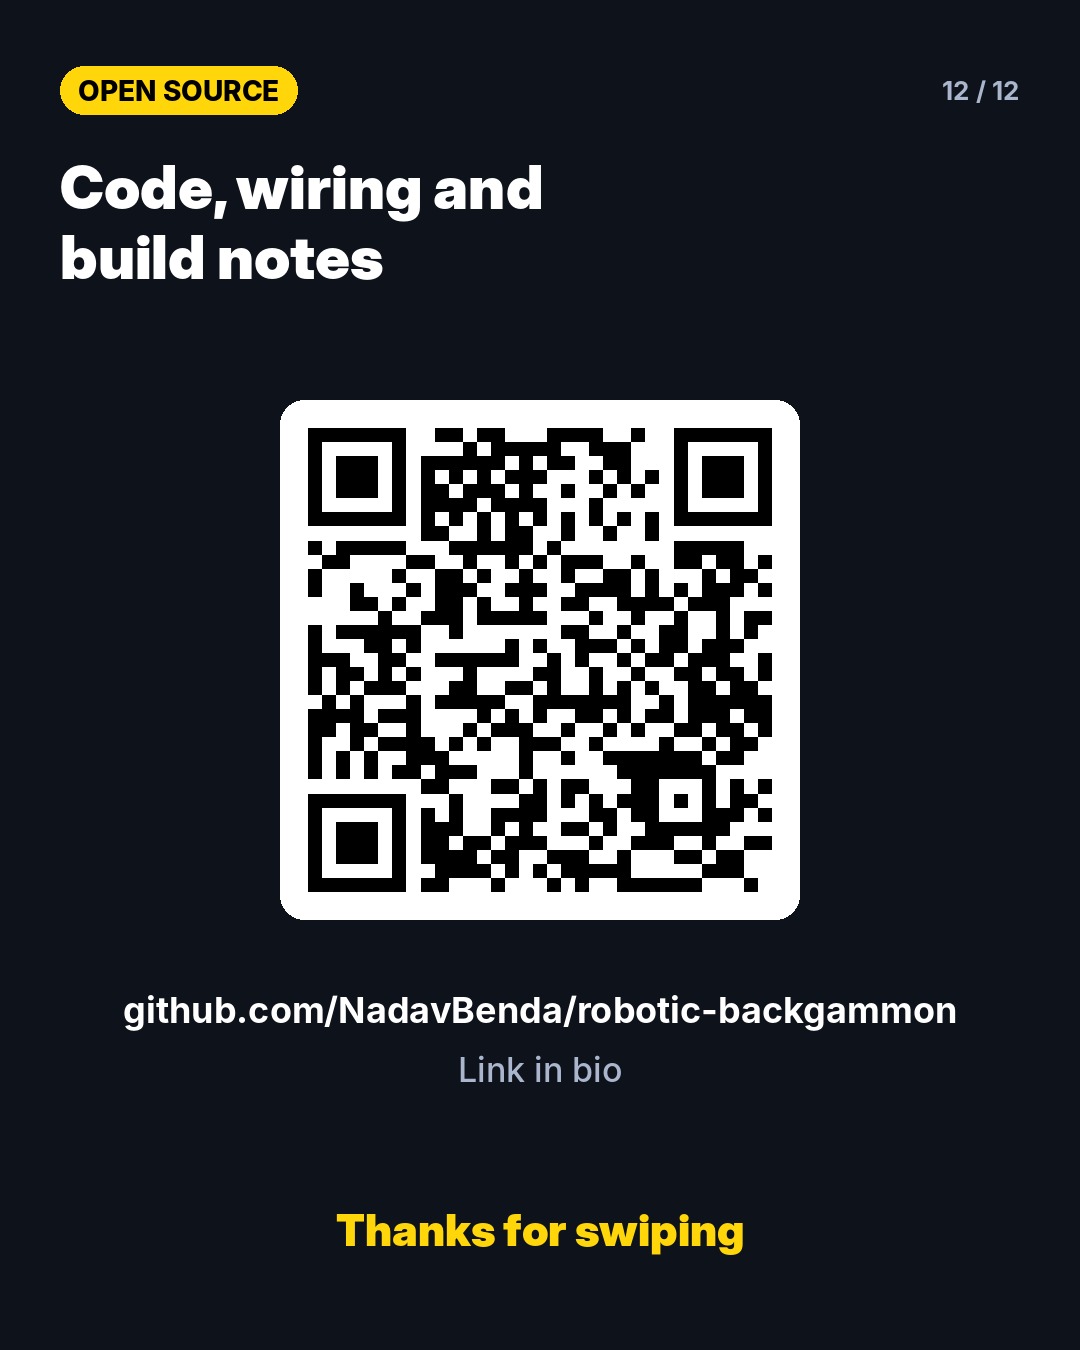 OPEN SOURCE
12 / 12
Code, wiring and
build notes
github.com/NadavBenda/robotic-backgammon
Link in bio
Thanks for swiping